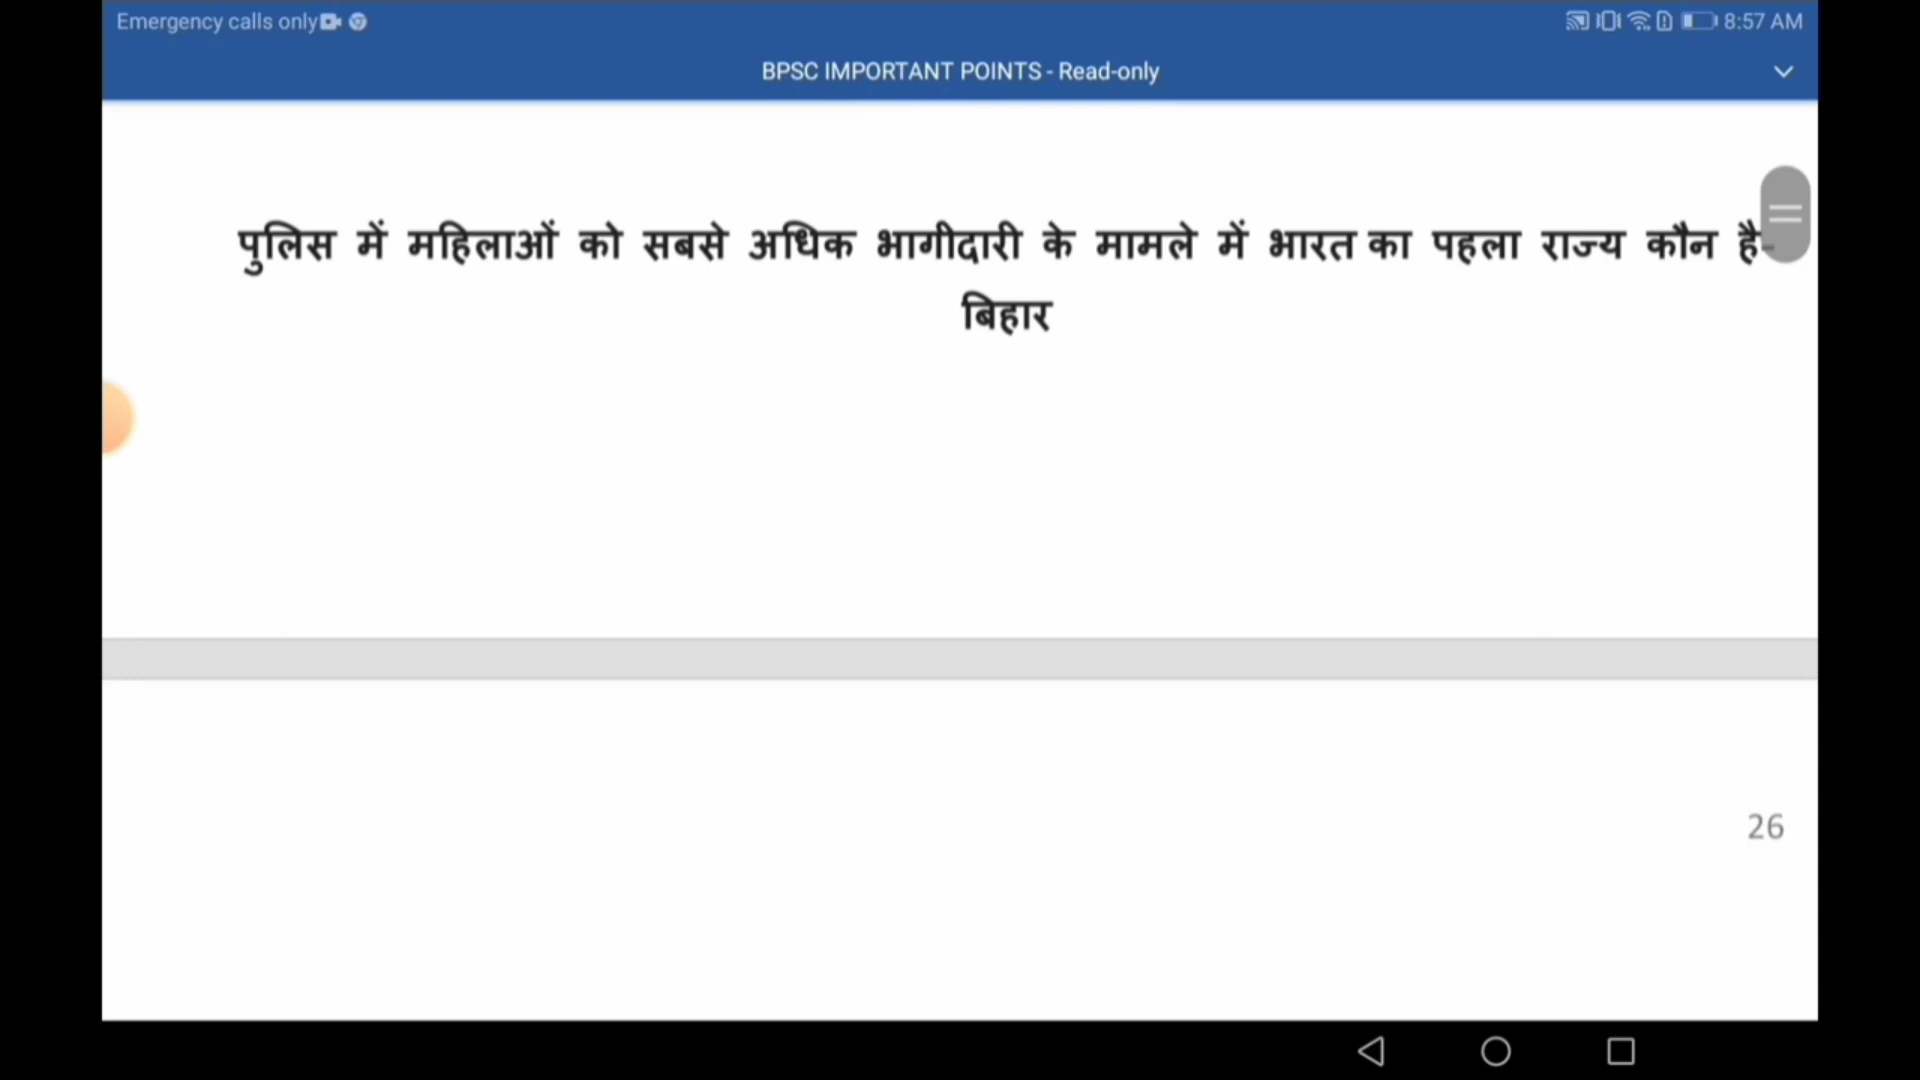 Emergency calls only
8:57 AM
BPSC IMPORTANT POINTS - Read-only
पुलिस में महिलाओं को सबसे अधिक भागीदारी के मामले में भारत का पहला राज्य कौन है-
बिहार
26